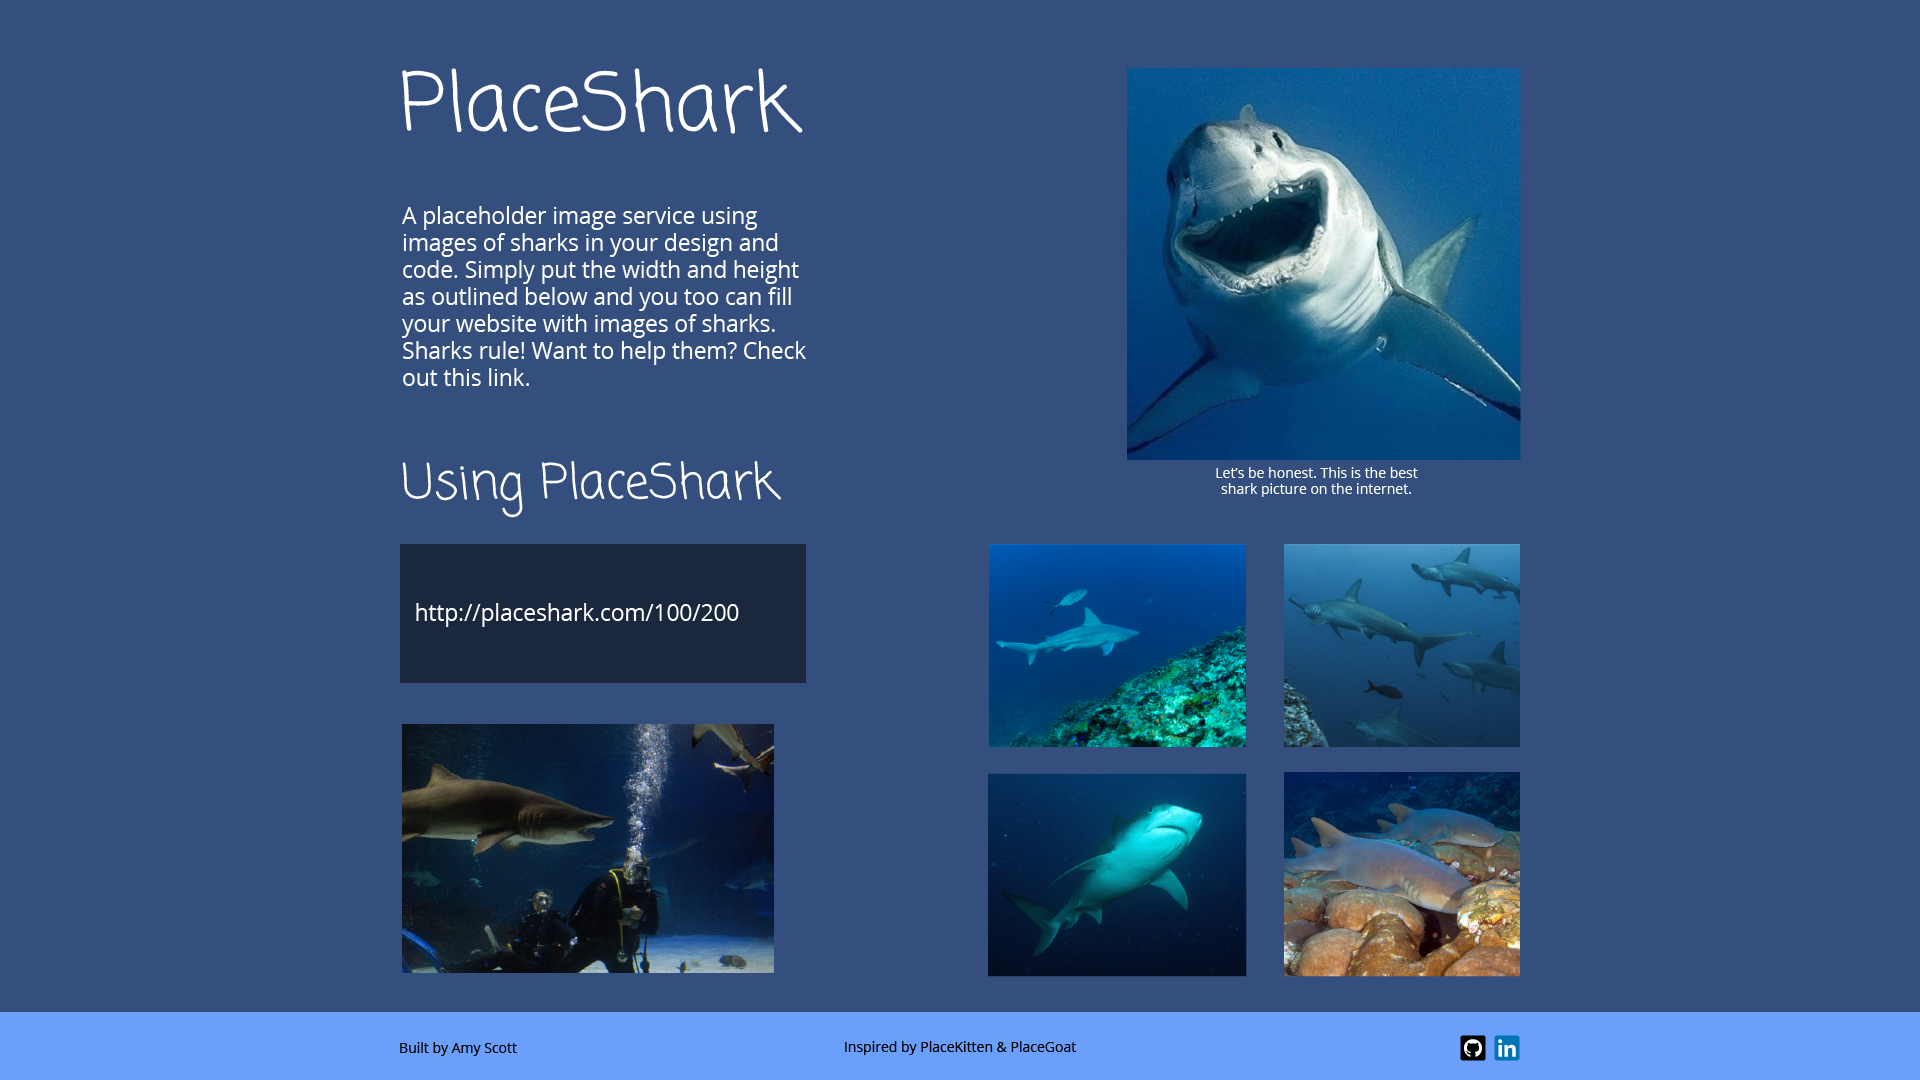 PlaceShark
A placeholder image service using
images of sharks in your design and
code. Simply put the width and height
as outlined below and you too can fill
your website with images of sharks.
Sharks rule! Want to help them? Check
out this link.
Let's be honest. This is the best
shark picture on the internet.
Using PlaceShark
http://placeshark.com/100/200
Built by Amy Scott
Inspired by PlaceKitten & PlaceGoat
in